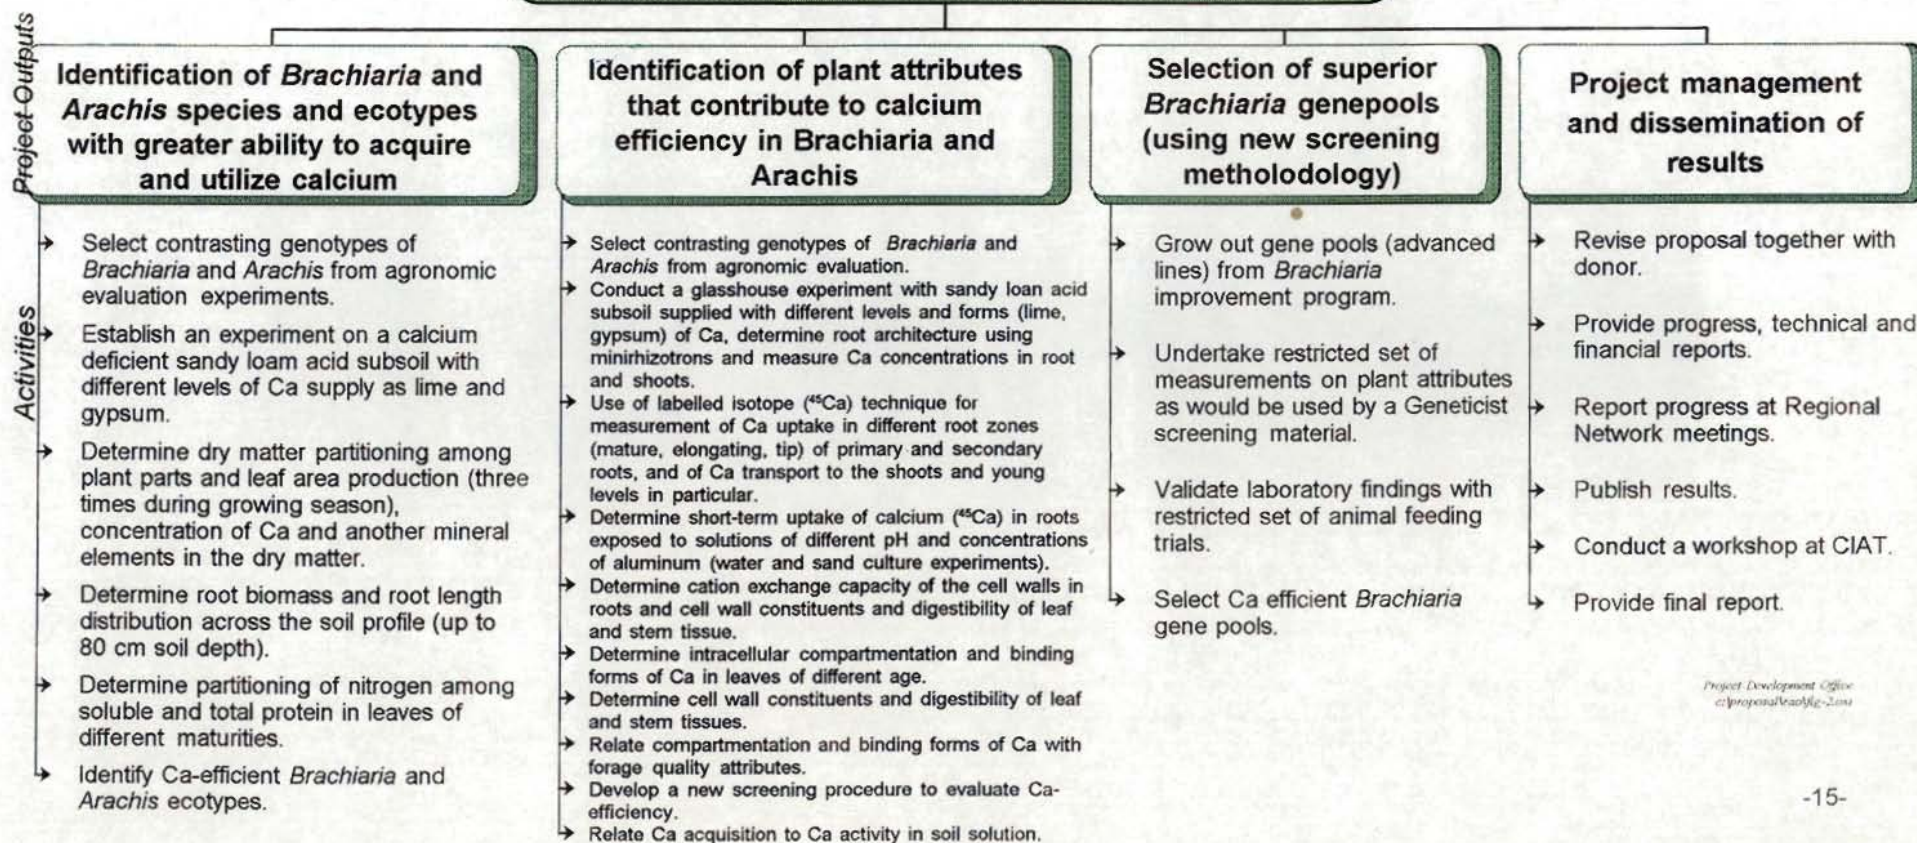 Project Outputs
Identification of Brachiaria and
Arachis species and ecotypes
with greater ability to acquire
and utilize calcium
Identification of plant attributes
that contribute to calcium
efficiency in Brachiaria and
Arachis
Selection of superior
Brachiaria genepools
(using new screening
metholodology)
Project management
and dissemination of
results
Activities
Select contrasting genotypes of
Brachiaria and Arachis from agronomic
evaluation experiments.
Establish an experiment on a calcium
deficient sandy loam acid subsoil with
different levels of Ca supply as lime and
gypsum.
Determine dry matter partitioning among
plant parts and leaf area production (three
times during growing season),
concentration of Ca and another mineral
elements in the dry matter.
Determine root biomass and root length
distribution across the soil profile (up to
80 cm soil depth).
Determine partitioning of nitrogen among
soluble and total protein in leaves of
different maturities.
Identify Ca-efficient Brachiaria and
Arachis ecotypes.
Select contrasting genotypes of Brachiaria and
Arachis from agronomic evaluation.
Conduct a glasshouse experiment with sandy loan acid
subsoil supplied with different levels and forms (lime,
gypsum) of Ca, determine root architecture using
minirhizotrons and measure Ca concentrations in root
and shoots.
Use of labelled isotope (⁴⁵Ca) technique for
measurement of Ca uptake in different root zones
(mature, elongating, tip) of primary and secondary
roots, and of Ca transport to the shoots and young
levels in particular.
Determine short-term uptake of calcium (⁴⁵Ca) in roots
exposed to solutions of different pH and concentrations
of aluminum (water and sand culture experiments).
Determine cation exchange capacity of the cell walls in
roots and cell wall constituents and digestibility of leaf
and stem tissue.
Determine intracellular compartmentation and binding
forms of Ca in leaves of different age.
Determine cell wall constituents and digestibility of leaf
and stem tissues.
Relate compartmentation and binding forms of Ca with
forage quality attributes.
Develop a new screening procedure to evaluate Ca-
efficiency.
Relate Ca acquisition to Ca activity in soil solution.
Grow out gene pools (advanced
lines) from Brachiaria
improvement program.
Undertake restricted set of
measurements on plant attributes
as would be used by a Geneticist
screening material.
Validate laboratory findings with
restricted set of animal feeding
trials.
Select Ca efficient Brachiaria
gene pools.
Revise proposal together with
donor.
Provide progress, technical and
financial reports.
Report progress at Regional
Network meetings.
Publish results.
Conduct a workshop at CIAT.
Provide final report.
Project Development Office
-15-